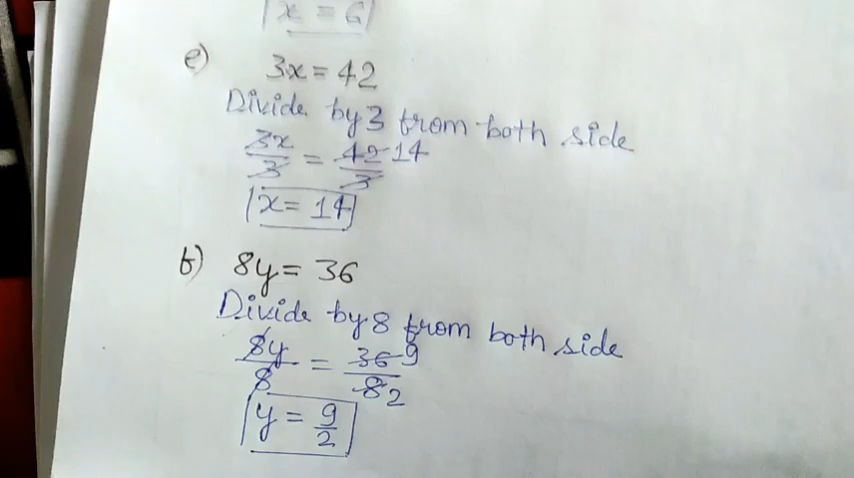 x = 6
e) 3x = 42
Divide by 3 from both side
3x/3 = 42/3 14
x = 14
f) 8y = 36
Divide by 8 from both side
8y/8 = 36/8 9/2
y = 9/2